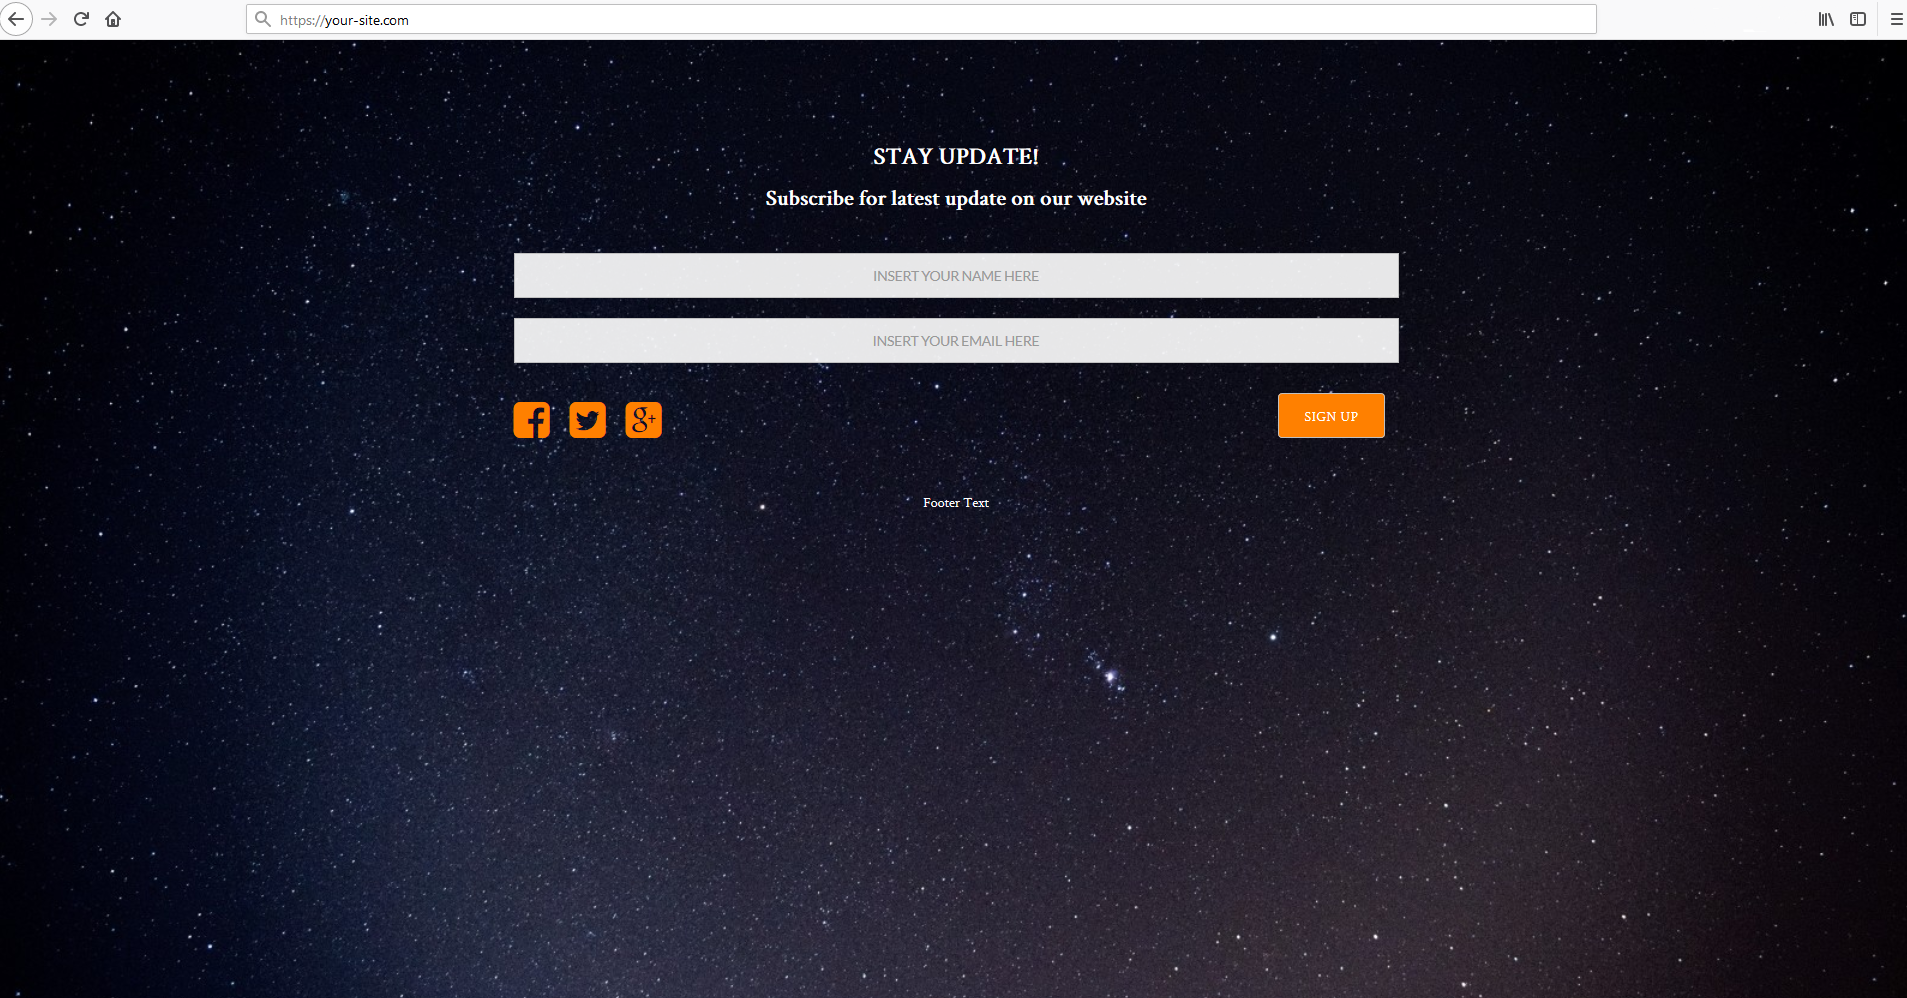 https://your-site.com
STAY UPDATE!
Subscribe for latest update on our website
INSERT YOUR NAME HERE
INSERT YOUR EMAIL HERE
SIGN UP
Footer Text